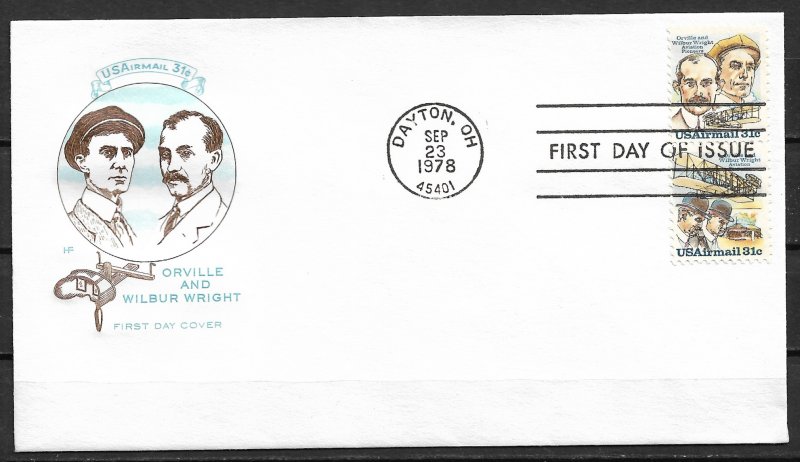 USAIRMAIL 31¢
HF
ORVILLE
AND
WILBUR WRIGHT
FIRST DAY COVER
DAYTON, OH
SEP
23
1978
45401
Orville and
Wilbur Wright
Aviation
Pioneers
USAirmail 31c
FIRST DAY OF ISSUE
Wilbur Wright
Aviation
USAirmail 31c